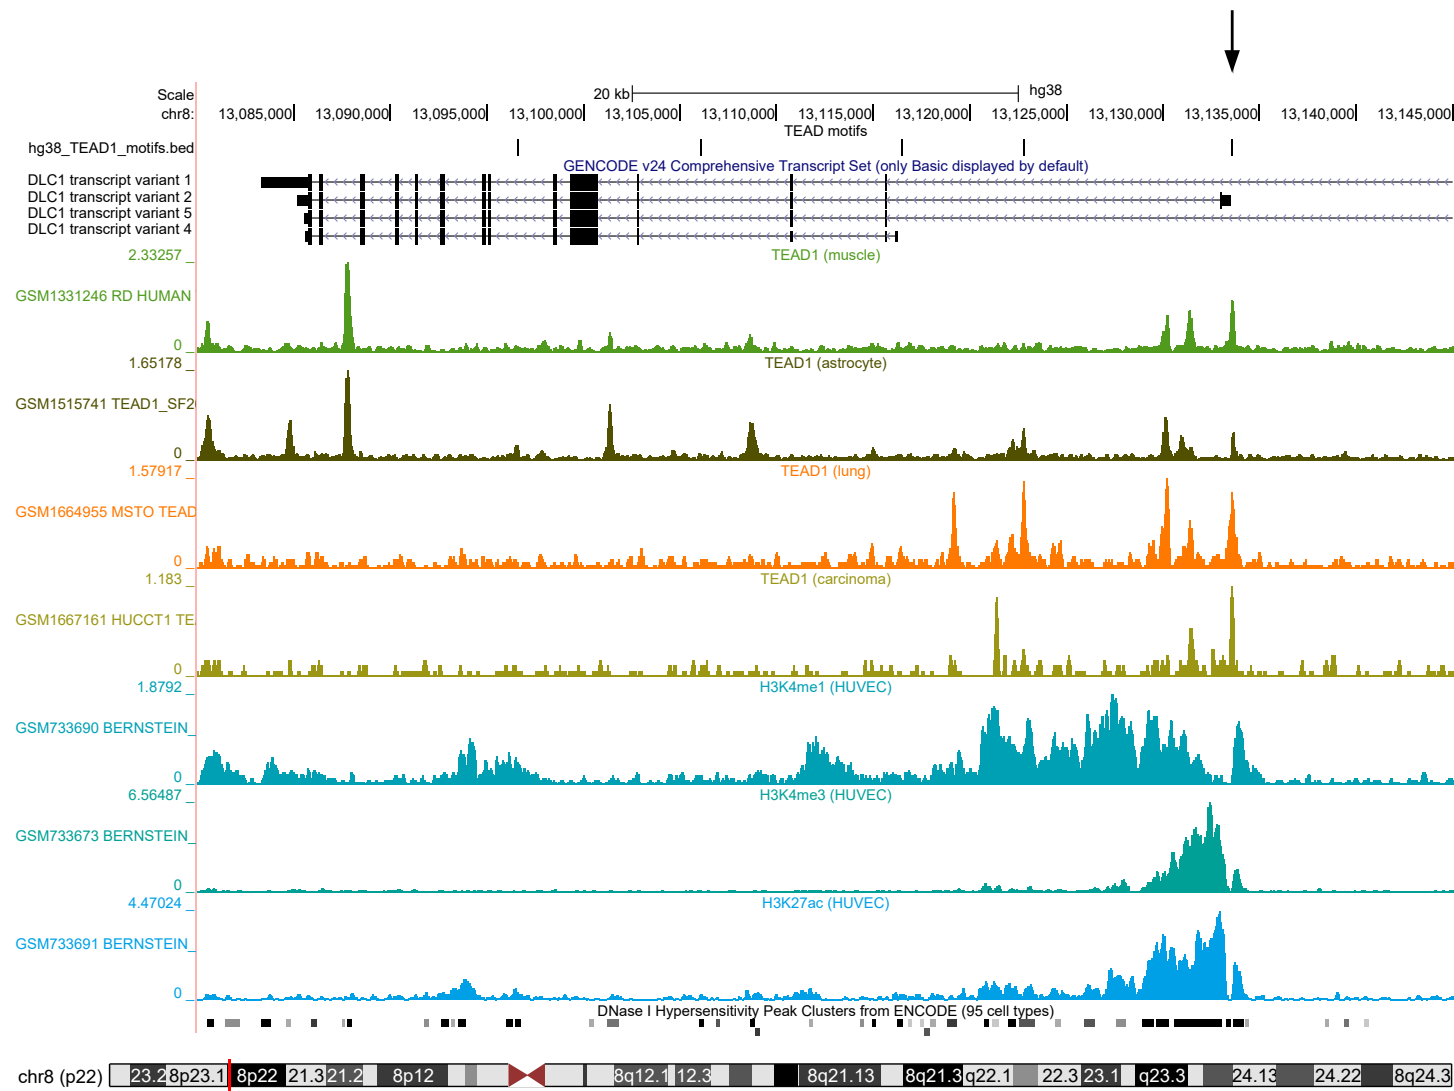 Scale 20 kb hg38
chr8: 13,085,000 13,090,000 13,095,000 13,100,000 13,105,000 13,110,000 13,115,000 13,120,000 13,125,000 13,130,000 13,135,000 13,140,000 13,145,000
TEAD motifs
hg38_TEAD1_motifs.bed
GENCODE v24 Comprehensive Transcript Set (only Basic displayed by default)
DLC1 transcript variant 1
DLC1 transcript variant 2
DLC1 transcript variant 5
DLC1 transcript variant 4
2.33257 _ TEAD1 (muscle)
GSM1331246 RD HUMAN
0 _
1.65178 _ TEAD1 (astrocyte)
GSM1515741 TEAD1_SF2
0 _
1.57917 _ TEAD1 (lung)
GSM1664955 MSTO TEAD
0 _
1.183 _ TEAD1 (carcinoma)
GSM1667161 HUCCT1 TE
0 _
1.8792 _ H3K4me1 (HUVEC)
GSM733690 BERNSTEIN_
0 _
6.56487 _ H3K4me3 (HUVEC)
GSM733673 BERNSTEIN_
0 _
4.47024 _ H3K27ac (HUVEC)
GSM733691 BERNSTEIN_
0 _
DNase I Hypersensitivity Peak Clusters from ENCODE (95 cell types)
chr8 (p22) 23.2 8p23.1 8p22 21.3 21.2 8p12 8q12.1 12.3 8q21.13 8q21.3 q22.1 22.3 23.1 q23.3 24.13 24.22 8q24.3